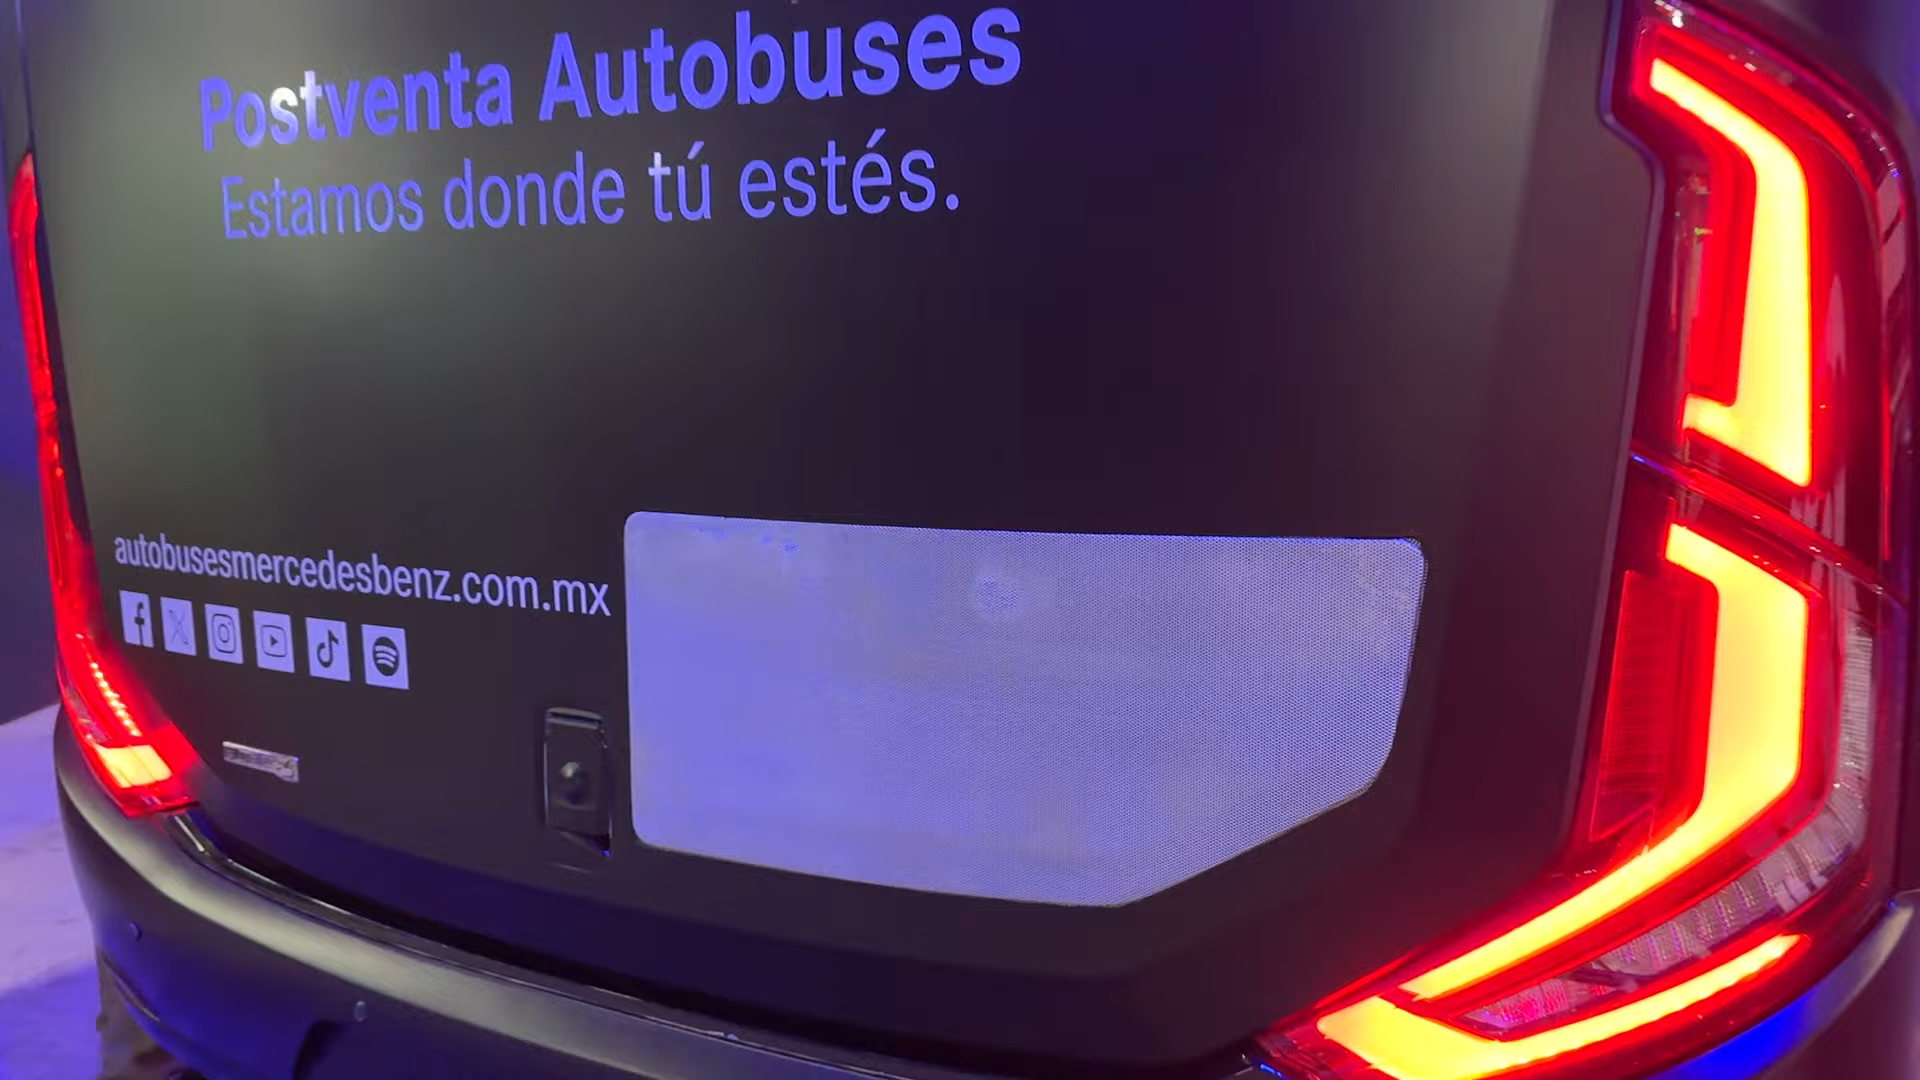 Postventa Autobuses
Estamos donde tú estés.
autobusesmercedesbenz.com.mx